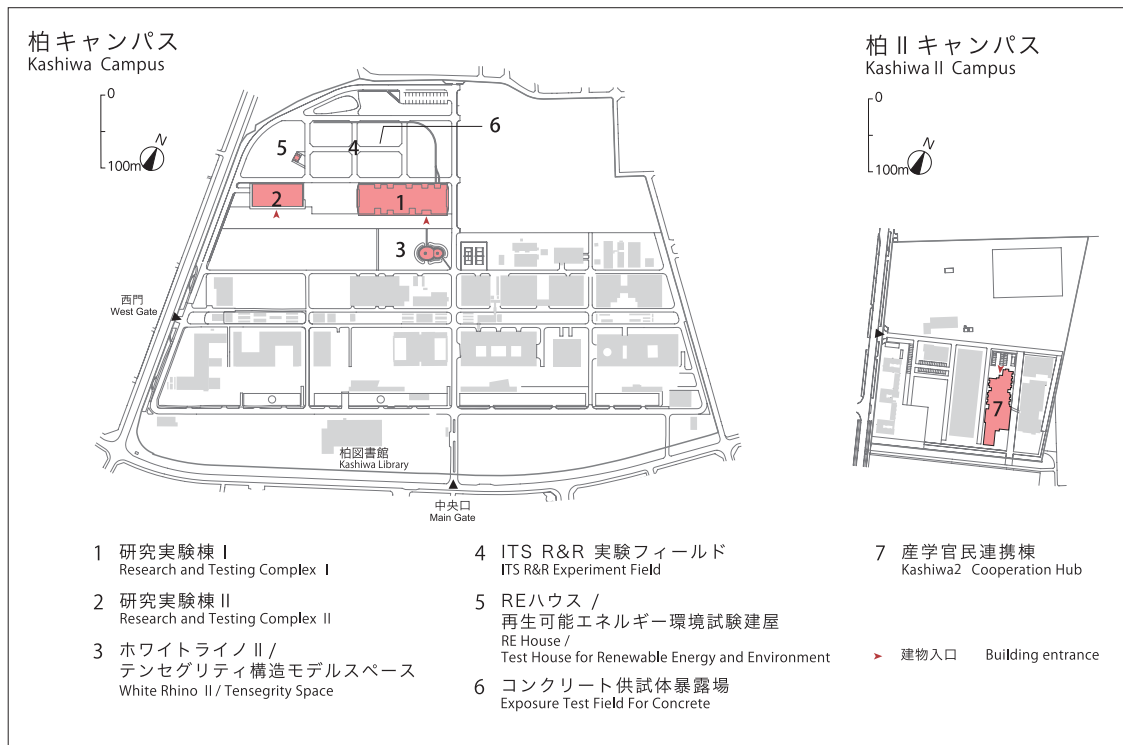 柏キャンパス
Kashiwa Campus
0
100m
N
5
4
6
2
1
3
西門
West Gate
柏図書館
Kashiwa Library
中央口
Main Gate
柏 II キャンパス
Kashiwa II Campus
0
100m
N
7
1 研究実験棟 I
Research and Testing Complex I
2 研究実験棟 II
Research and Testing Complex II
3 ホワイトライノ II /
テンセグリティ構造モデルスペース
White Rhino II / Tensegrity Space
4 ITS R&R 実験フィールド
ITS R&R Experiment Field
5 REハウス /
再生可能エネルギー環境試験建屋
RE House /
Test House for Renewable Energy and Environment
6 コンクリート供試体暴露場
Exposure Test Field For Concrete
7 産学官民連携棟
Kashiwa2 Cooperation Hub
建物入口 Building entrance